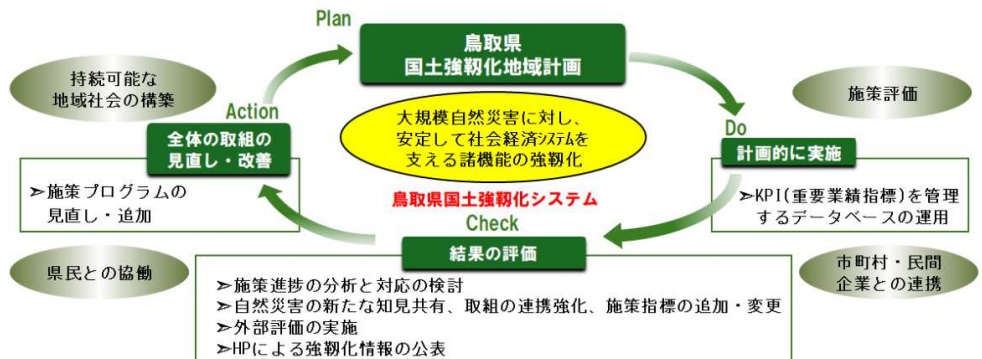 Plan
鳥取県
国土強靱化地域計画
持続可能な
地域社会の構築
施策評価
Action
全体の取組の
見直し・改善
大規模自然災害に対し、
安定して社会経済ｼｽﾃﾑを
支える諸機能の強靱化
Do
計画的に実施
➣施策プログラムの
見直し・追加
➣KPI(重要業績指標)を管理
するデータベースの運用
鳥取県国土強靱化システム
Check
結果の評価
県民との協働
市町村・民間
企業との連携
➣施策進捗の分析と対応の検討
➣自然災害の新たな知見共有、取組の連携強化、施策指標の追加・変更
➣外部評価の実施
➣HPによる強靱化情報の公表